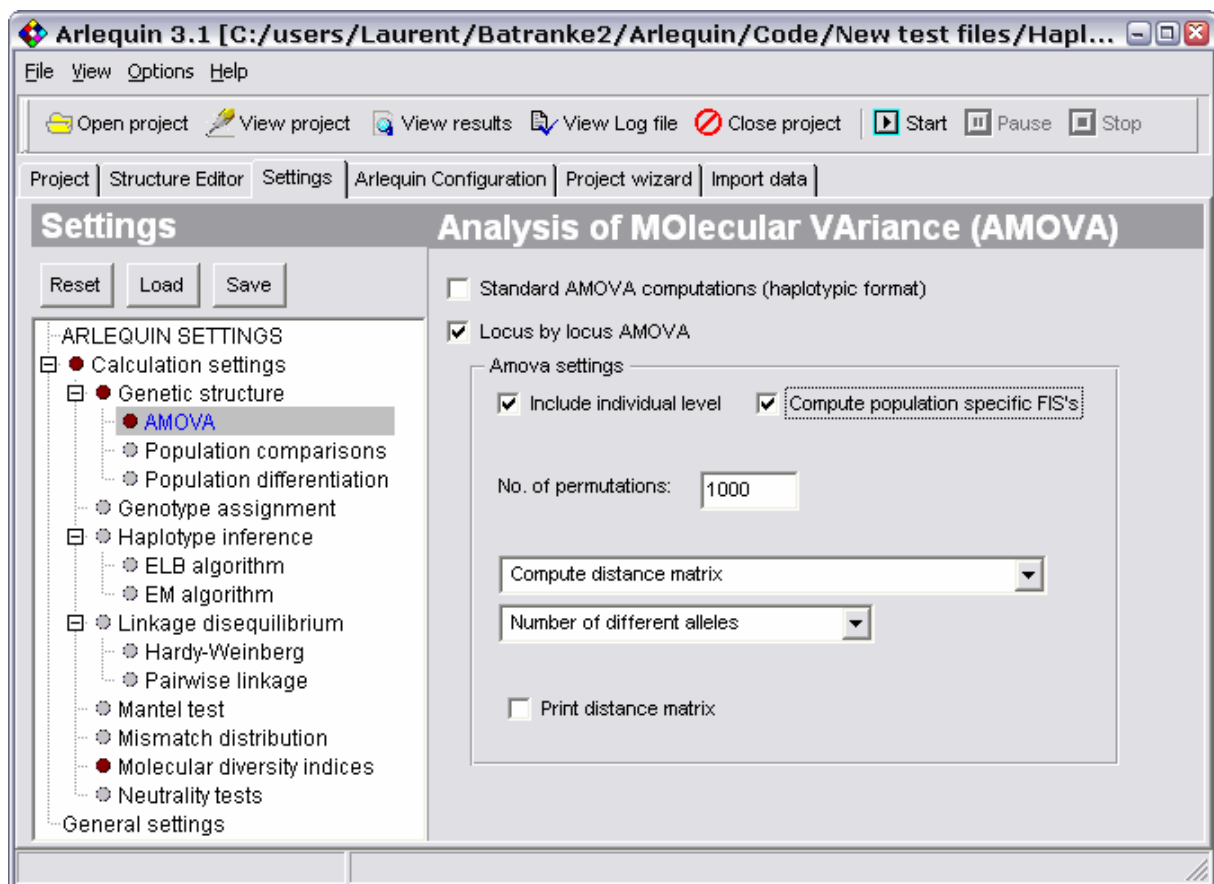 Arlequin 3.1 [C:/users/Laurent/Batranke2/Arlequin/Code/New test files/Hapl...
File View Options Help
Open project View project View results View Log file Close project Start Pause Stop
Project Structure Editor Settings Arlequin Configuration Project wizard Import data
Settings
Analysis of MOlecular VAriance (AMOVA)
Reset Load Save
ARLEQUIN SETTINGS
Calculation settings
Genetic structure
AMOVA
Population comparisons
Population differentiation
Genotype assignment
Haplotype inference
ELB algorithm
EM algorithm
Linkage disequilibrium
Hardy-Weinberg
Pairwise linkage
Mantel test
Mismatch distribution
Molecular diversity indices
Neutrality tests
General settings
Standard AMOVA computations (haplotypic format)
Locus by locus AMOVA
Amova settings
Include individual level Compute population specific FIS's
No. of permutations: 1000
Compute distance matrix
Number of different alleles
Print distance matrix